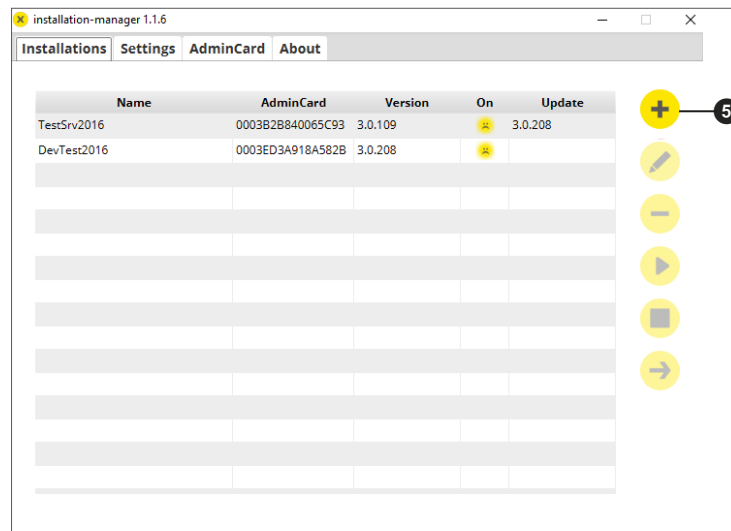 installation-manager 1.1.6
Installations Settings AdminCard About
Name AdminCard Version On Update
TestSrv2016 0003B2B840065C93 3.0.109 3.0.208
DevTest2016 0003ED3A918A582B 3.0.208
5